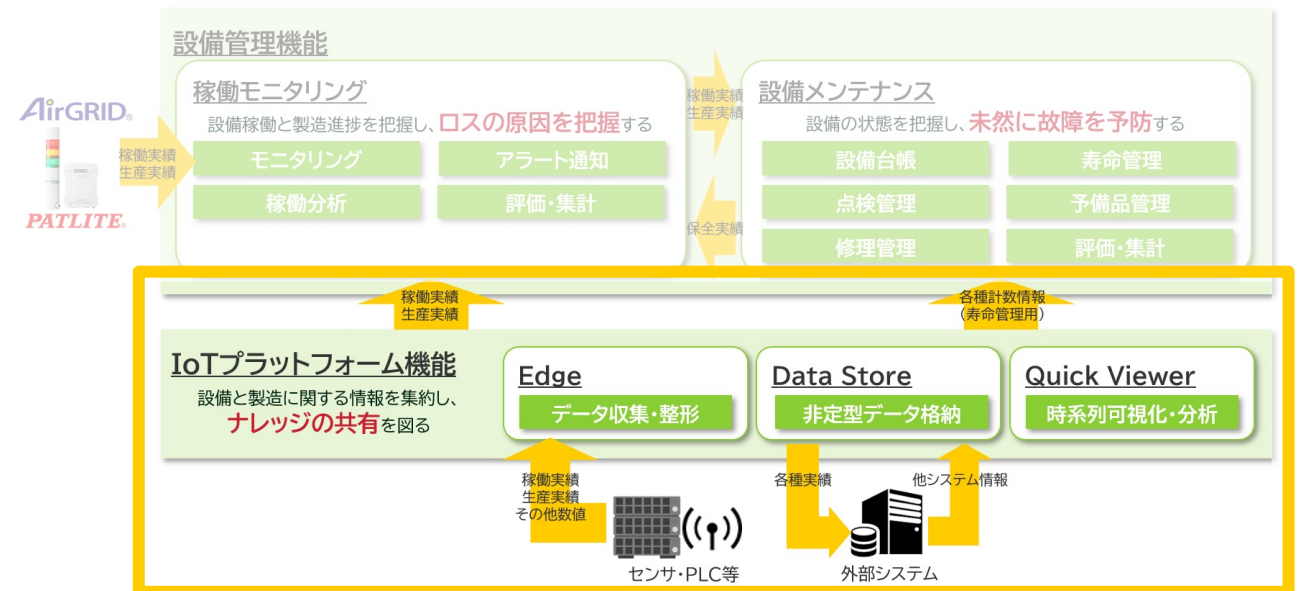 設備管理機能
AirGRID®
PATLITE®
稼働実績
生産実績
稼働モニタリング
設備稼働と製造進捗を把握し、ロスの原因を把握する
モニタリング
アラート通知
稼働分析
評価・集計
稼働実績
生産実績
保全実績
設備メンテナンス
設備の状態を把握し、未然に故障を予防する
設備台帳
寿命管理
点検管理
予備品管理
修理管理
評価・集計
稼働実績
生産実績
各種計数情報
(寿命管理用)
IoTプラットフォーム機能
設備と製造に関する情報を集約し、
ナレッジの共有を図る
Edge
データ収集・整形
Data Store
非定型データ格納
Quick Viewer
時系列可視化・分析
稼働実績
生産実績
その他数値
センサ・PLC等
各種実績
他システム情報
外部システム